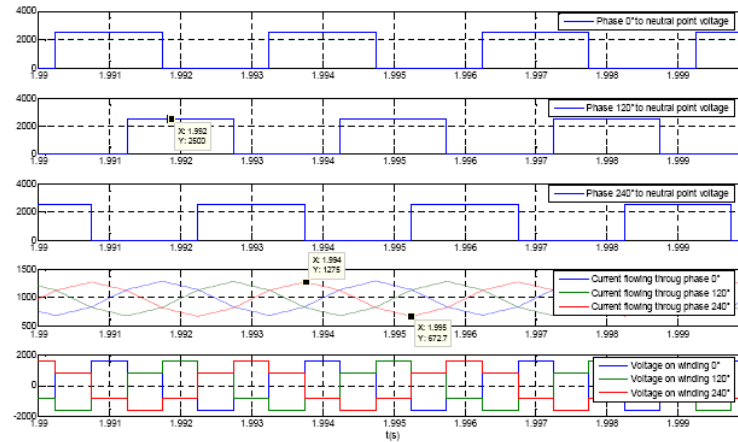 4000
Phase 0° to neutral point voltage
2000
0
1.99 1.991 1.992 1.993 1.994 1.995 1.996 1.997 1.998 1.999
4000
Phase 120° to neutral point voltage
X: 1.992
Y: 2500
2000
0
1.99 1.991 1.992 1.993 1.994 1.995 1.996 1.997 1.998 1.999
4000
Phase 240° to neutral point voltage
2000
0
1.99 1.991 1.992 1.993 1.994 1.995 1.996 1.997 1.998 1.999
X: 1.994
Y: 1275
1500
Current flowing throug phase 0°
1000
Current flowing throug phase 120°
Current flowing throug phase 240°
500
X: 1.995
Y: 672.7
1.99 1.991 1.992 1.993 1.994 1.995 1.996 1.997 1.998 1.999
2000
Voltage on winding 0°
0
Voltage on winding 120°
Voltage on winding 240°
-2000
1.99 1.991 1.992 1.993 1.994 1.995 1.996 1.997 1.998 1.999
t(s)